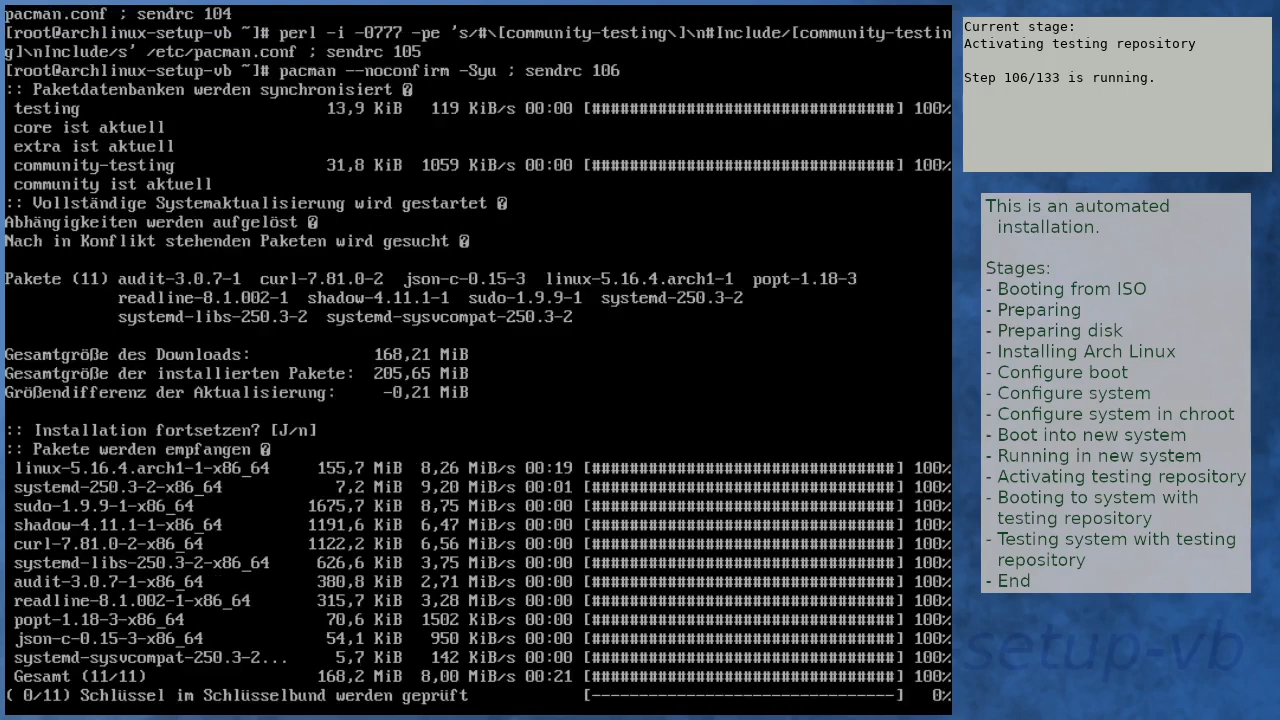 pacman.conf ; sendrc 104
[root@archlinux-setup-vb ~]# perl -i -0777 -pe 's/#\[community-testing\]\n#Include/[community-testin
g]\nInclude/s' /etc/pacman.conf ; sendrc 105
[root@archlinux-setup-vb ~]# pacman --noconfirm -Syu ; sendrc 106
:: Paketdatenbanken werden synchronisiert �
testing 13,9 KiB 119 KiB/s 00:00 [################################] 100%
core ist aktuell
extra ist aktuell
community-testing 31,8 KiB 1059 KiB/s 00:00 [################################] 100%
community ist aktuell
:: Vollständige Systemaktualisierung wird gestartet �
Abhängigkeiten werden aufgelöst �
Nach in Konflikt stehenden Paketen wird gesucht �
Pakete (11) audit-3.0.7-1 curl-7.81.0-2 json-c-0.15-3 linux-5.16.4.arch1-1 popt-1.18-3
readline-8.1.002-1 shadow-4.11.1-1 sudo-1.9.9-1 systemd-250.3-2
systemd-libs-250.3-2 systemd-sysvcompat-250.3-2
Gesamtgröße des Downloads: 168,21 MiB
Gesamtgröße der installierten Pakete: 205,65 MiB
Größendifferenz der Aktualisierung: -0,21 MiB
:: Installation fortsetzen? [J/n]
:: Pakete werden empfangen �
linux-5.16.4.arch1-1-x86_64 155,7 MiB 8,26 MiB/s 00:19 [################################] 100%
systemd-250.3-2-x86_64 7,2 MiB 9,20 MiB/s 00:01 [################################] 100%
sudo-1.9.9-1-x86_64 1675,7 KiB 8,75 MiB/s 00:00 [################################] 100%
shadow-4.11.1-1-x86_64 1191,6 KiB 6,47 MiB/s 00:00 [################################] 100%
curl-7.81.0-2-x86_64 1122,2 KiB 6,56 MiB/s 00:00 [################################] 100%
systemd-libs-250.3-2-x86_64 626,6 KiB 3,75 MiB/s 00:00 [################################] 100%
audit-3.0.7-1-x86_64 380,8 KiB 2,71 MiB/s 00:00 [################################] 100%
readline-8.1.002-1-x86_64 315,7 KiB 3,28 MiB/s 00:00 [################################] 100%
popt-1.18-3-x86_64 70,6 KiB 1502 KiB/s 00:00 [################################] 100%
json-c-0.15-3-x86_64 54,1 KiB 950 KiB/s 00:00 [################################] 100%
systemd-sysvcompat-250.3-2... 5,7 KiB 142 KiB/s 00:00 [################################] 100%
Gesamt (11/11) 168,2 MiB 8,00 MiB/s 00:21 [################################] 100%
( 0/11) Schlüssel im Schlüsselbund werden geprüft [--------------------------------] 0%
Current stage:
Activating testing repository
Step 106/133 is running.
This is an automated
installation.
Stages:
- Booting from ISO
- Preparing
- Preparing disk
- Installing Arch Linux
- Configure boot
- Configure system
- Configure system in chroot
- Boot into new system
- Running in new system
- Activating testing repository
- Booting to system with
testing repository
- Testing system with testing
repository
- End
setup-vb